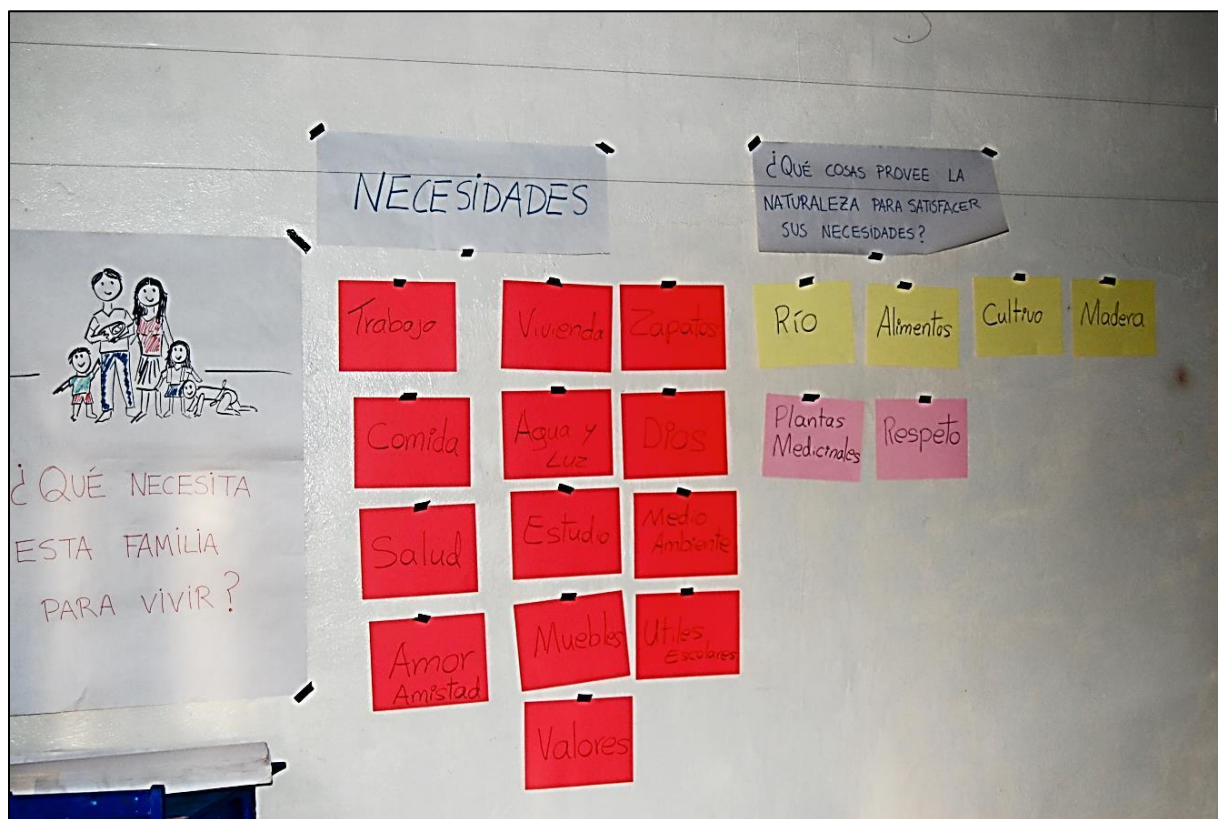 ¿QUÉ NECESITA
ESTA FAMILIA
PARA VIVIR?
NECESIDADES
Trabajo
Comida
Salud
Amor
Amistad
Vivienda
Agua y
Luz
Estudio
Muebles
Valores
Zapatos
Dios
Medio
Ambiente
Utiles
Escolares
¿QUÉ COSAS PROVEE LA
NATURALEZA PARA SATISFACER
SUS NECESIDADES?
Río
Alimentos
Cultivo
Madera
Plantas
Medicinales
Respeto